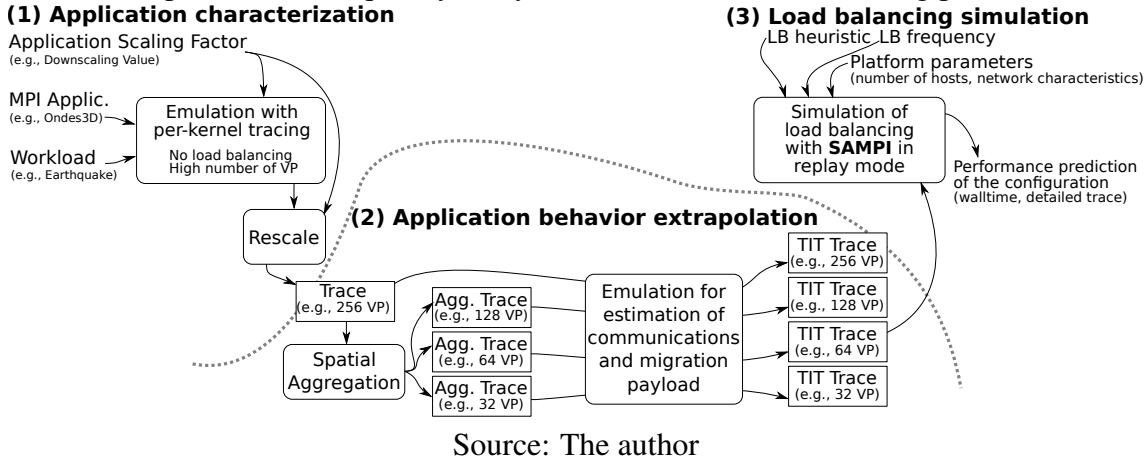 (1) Application characterization
Application Scaling Factor
(e.g., Downscaling Value)
MPI Applic.
(e.g., Ondes3D)
Workload
(e.g., Earthquake)
Emulation with
per-kernel tracing
No load balancing
High number of VP
Rescale
(2) Application behavior extrapolation
Trace
(e.g., 256 VP)
Spatial
Aggregation
Agg. Trace
(e.g., 128 VP)
Agg. Trace
(e.g., 64 VP)
Agg. Trace
(e.g., 32 VP)
Emulation for
estimation of
communications
and migration
payload
TIT Trace
(e.g., 256 VP)
TIT Trace
(e.g., 128 VP)
TIT Trace
(e.g., 64 VP)
TIT Trace
(e.g., 32 VP)
(3) Load balancing simulation
LB heuristic LB frequency
Platform parameters
(number of hosts, network characteristics)
Simulation of
load balancing
with SAMPI in
replay mode
Performance prediction
of the configuration
(walltime, detailed trace)
Source: The author